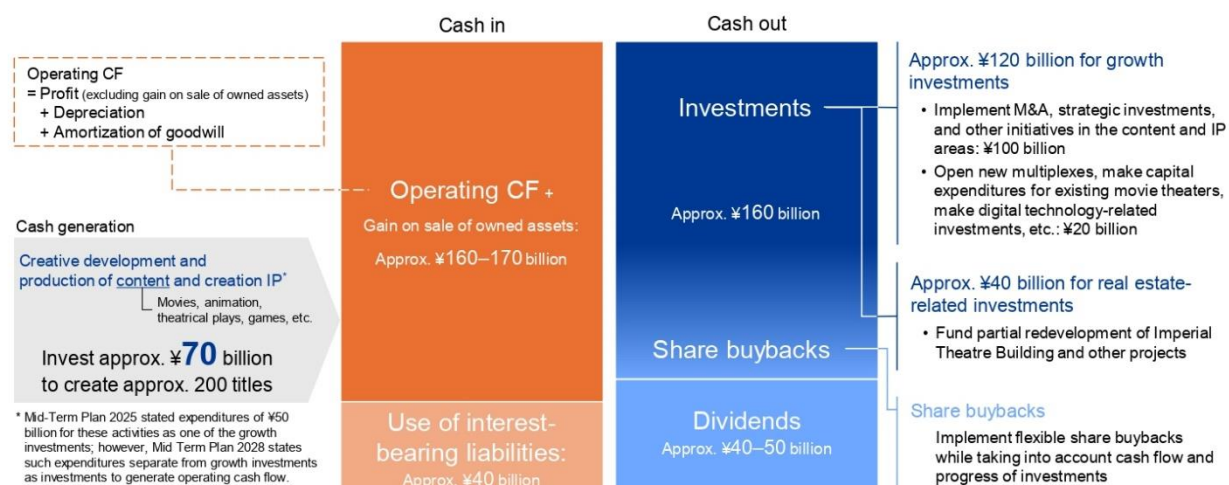 Cash in
Cash out
Operating CF
= Profit (excluding gain on sale of owned assets)
+ Depreciation
+ Amortization of goodwill
Cash generation
Creative development and
production of content and creation IP*
Movies, animation,
theatrical plays, games, etc.
Invest approx. ¥70 billion
to create approx. 200 titles
* Mid-Term Plan 2025 stated expenditures of ¥50
billion for these activities as one of the growth
investments; however, Mid Term Plan 2028 states
such expenditures separate from growth investments
as investments to generate operating cash flow.
Operating CF +
Gain on sale of owned assets:
Approx. ¥160–170 billion
Use of interest-
bearing liabilities:
Approx. ¥40 billion
Investments
Approx. ¥160 billion
Share buybacks
Dividends
Approx. ¥40–50 billion
Approx. ¥120 billion for growth
investments
• Implement M&A, strategic investments,
and other initiatives in the content and IP
areas: ¥100 billion
• Open new multiplexes, make capital
expenditures for existing movie theaters,
make digital technology-related
investments, etc.: ¥20 billion
Approx. ¥40 billion for real estate-
related investments
• Fund partial redevelopment of Imperial
Theatre Building and other projects
Share buybacks
Implement flexible share buybacks
while taking into account cash flow and
progress of investments